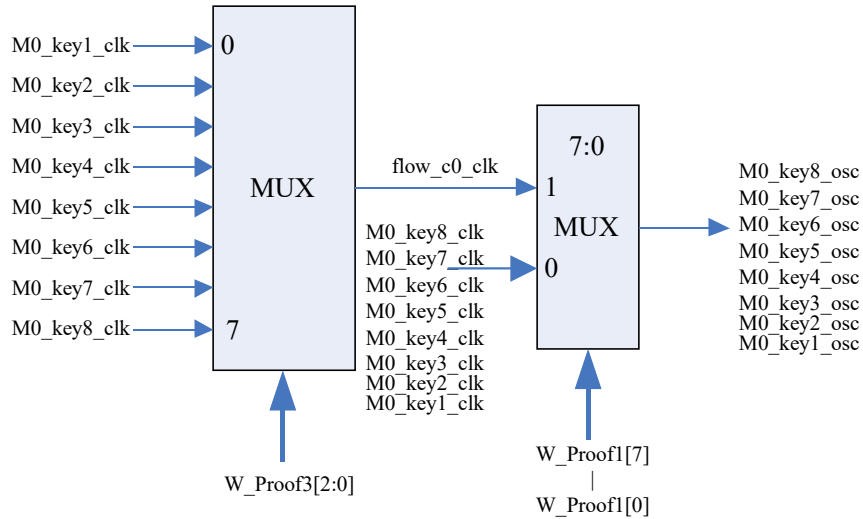 M0_key1_clk
M0_key2_clk
M0_key3_clk
M0_key4_clk
M0_key5_clk
M0_key6_clk
M0_key7_clk
M0_key8_clk
0
MUX
7
W_Proof3[2:0]
flow_c0_clk
M0_key8_clk
M0_key7_clk
M0_key6_clk
M0_key5_clk
M0_key4_clk
M0_key3_clk
M0_key2_clk
M0_key1_clk
7:0
1
MUX
0
W_Proof1[7]
|
W_Proof1[0]
M0_key8_osc
M0_key7_osc
M0_key6_osc
M0_key5_osc
M0_key4_osc
M0_key3_osc
M0_key2_osc
M0_key1_osc